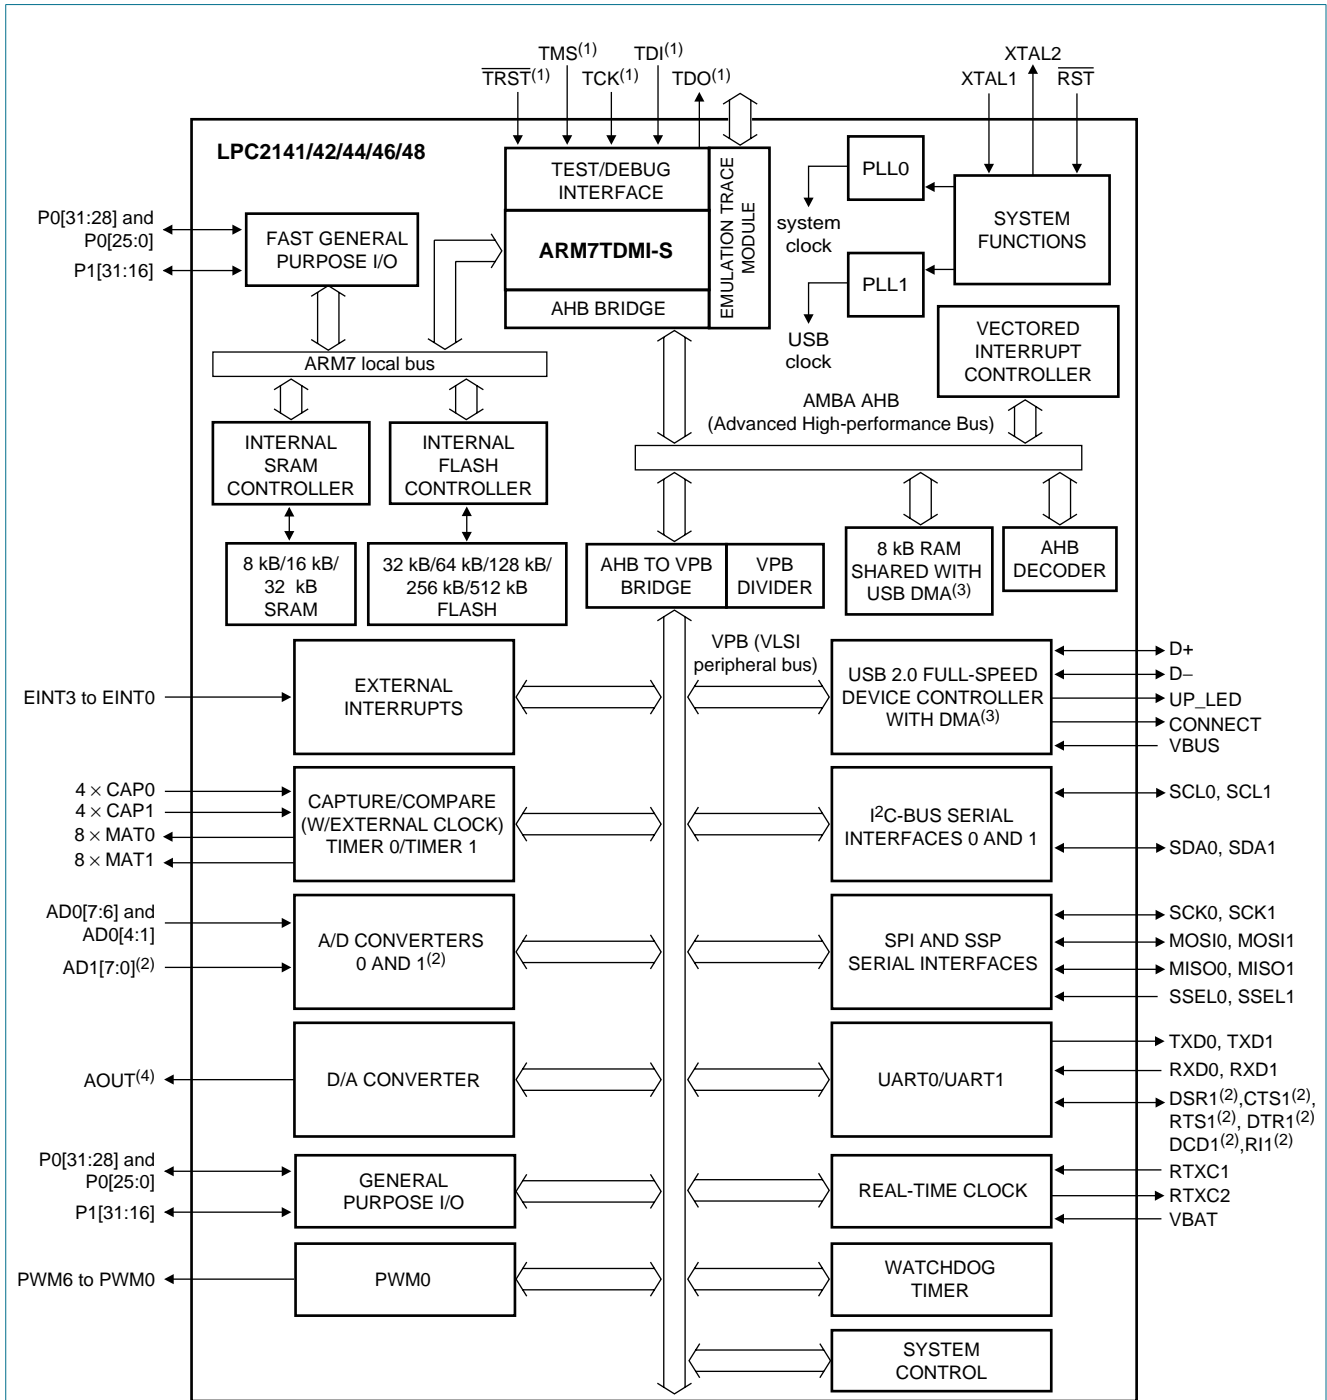 TMS(1)
TDI(1)
XTAL2
TRST(1)
TCK(1)
TDO(1)
XTAL1
RST
LPC2141/42/44/46/48
TEST/DEBUG
INTERFACE
EMULATION TRACE
MODULE
PLL0
SYSTEM
FUNCTIONS
system
clock
P0[31:28] and
P0[25:0]
P1[31:16]
FAST GENERAL
PURPOSE I/O
ARM7TDMI-S
PLL1
AHB BRIDGE
USB
clock
VECTORED
INTERRUPT
CONTROLLER
ARM7 local bus
AMBA AHB
(Advanced High-performance Bus)
INTERNAL
SRAM
CONTROLLER
INTERNAL
FLASH
CONTROLLER
8 kB/16 kB/
32 kB
SRAM
32 kB/64 kB/128 kB/
256 kB/512 kB
FLASH
AHB TO VPB
BRIDGE
VPB
DIVIDER
8 kB RAM
SHARED WITH
USB DMA(3)
AHB
DECODER
VPB (VLSI
peripheral bus)
EINT3 to EINT0
EXTERNAL
INTERRUPTS
USB 2.0 FULL-SPEED
DEVICE CONTROLLER
WITH DMA(3)
D+
D−
UP_LED
CONNECT
VBUS
4 × CAP0
4 × CAP1
8 × MAT0
8 × MAT1
CAPTURE/COMPARE
(W/EXTERNAL CLOCK)
TIMER 0/TIMER 1
I2C-BUS SERIAL
INTERFACES 0 AND 1
SCL0, SCL1
SDA0, SDA1
AD0[7:6] and
AD0[4:1]
AD1[7:0](2)
A/D CONVERTERS
0 AND 1(2)
SPI AND SSP
SERIAL INTERFACES
SCK0, SCK1
MOSI0, MOSI1
MISO0, MISO1
SSEL0, SSEL1
AOUT(4)
D/A CONVERTER
UART0/UART1
TXD0, TXD1
RXD0, RXD1
DSR1(2),CTS1(2),
RTS1(2), DTR1(2)
DCD1(2),RI1(2)
P0[31:28] and
P0[25:0]
P1[31:16]
GENERAL
PURPOSE I/O
REAL-TIME CLOCK
RTXC1
RTXC2
VBAT
PWM6 to PWM0
PWM0
WATCHDOG
TIMER
SYSTEM
CONTROL